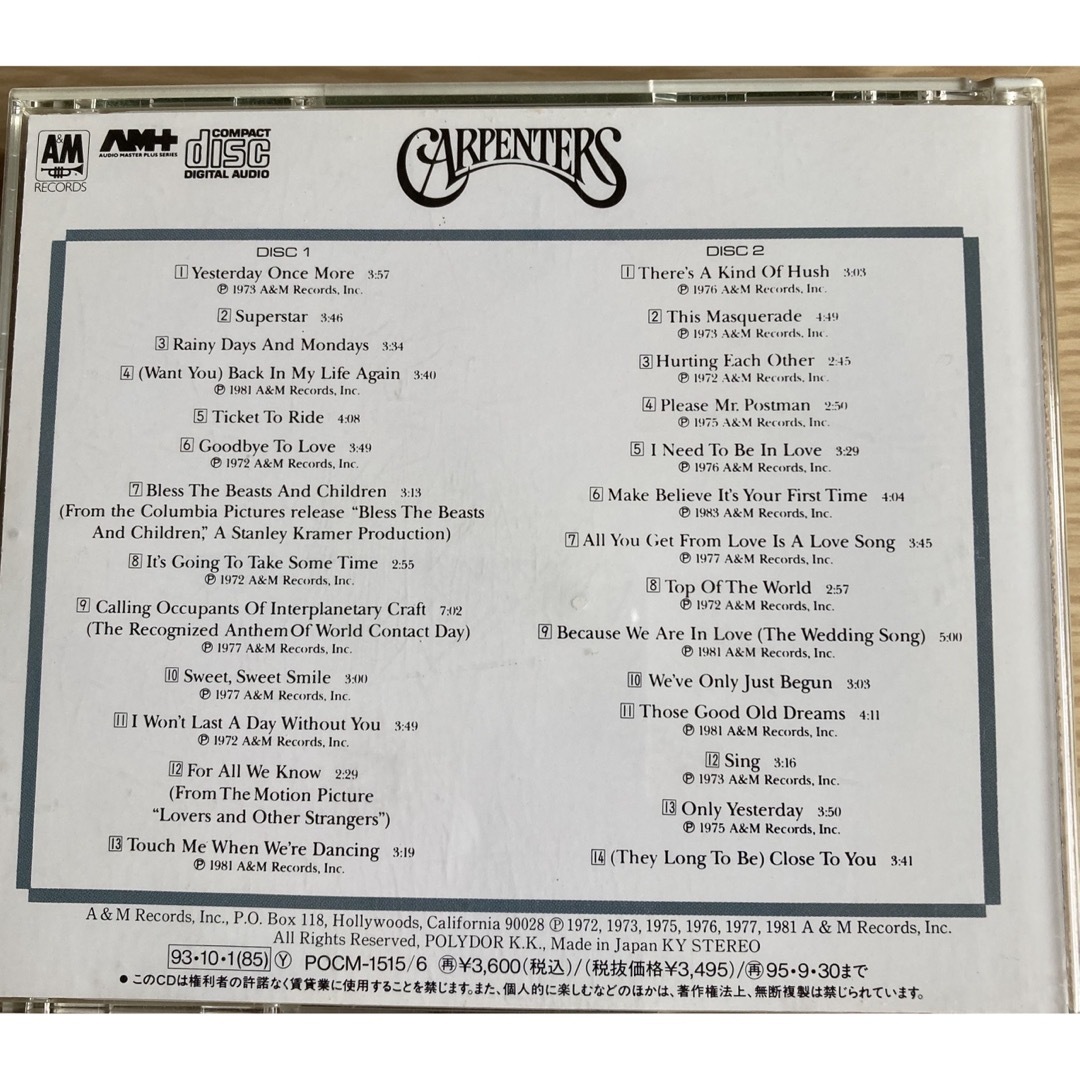 A&M
RECORDS
AM+
AUDIO MASTER PLUS SERIES
COMPACT
disc
DIGITAL AUDIO
CARPENTERS
DISC 1
1 Yesterday Once More 3:57
℗ 1973 A&M Records, Inc.
2 Superstar 3:46
3 Rainy Days And Mondays 3:34
4 (Want You) Back In My Life Again 3:40
℗ 1981 A&M Records, Inc.
5 Ticket To Ride 4:08
6 Goodbye To Love 3:49
℗ 1972 A&M Records, Inc.
7 Bless The Beasts And Children 3:13
(From the Columbia Pictures release “Bless The Beasts
And Children,” A Stanley Kramer Production)
8 It's Going To Take Some Time 2:55
℗ 1972 A&M Records, Inc.
9 Calling Occupants Of Interplanetary Craft 7:02
(The Recognized Anthem Of World Contact Day)
℗ 1977 A&M Records, Inc.
10 Sweet, Sweet Smile 3:00
℗ 1977 A&M Records, Inc.
11 I Won't Last A Day Without You 3:49
℗ 1972 A&M Records, Inc.
12 For All We Know 2:29
(From The Motion Picture
“Lovers and Other Strangers”)
13 Touch Me When We're Dancing 3:19
℗ 1981 A&M Records, Inc.
DISC 2
1 There's A Kind Of Hush 3:03
℗ 1976 A&M Records, Inc.
2 This Masquerade 4:49
℗ 1973 A&M Records, Inc.
3 Hurting Each Other 2:45
℗ 1972 A&M Records, Inc.
4 Please Mr. Postman 2:50
℗ 1975 A&M Records, Inc.
5 I Need To Be In Love 3:29
℗ 1976 A&M Records, Inc.
6 Make Believe It's Your First Time 4:04
℗ 1983 A&M Records, Inc.
7 All You Get From Love Is A Love Song 3:45
℗ 1977 A&M Records, Inc.
8 Top Of The World 2:57
℗ 1972 A&M Records, Inc.
9 Because We Are In Love (The Wedding Song) 5:00
℗ 1981 A&M Records, Inc.
10 We've Only Just Begun 3:03
11 Those Good Old Dreams 4:11
℗ 1981 A&M Records, Inc.
12 Sing 3:16
℗ 1973 A&M Records, Inc.
13 Only Yesterday 3:50
℗ 1975 A&M Records, Inc.
14 (They Long To Be) Close To You 3:41
A & M Records, Inc., P.O. Box 118, Hollywoods, California 90028 ℗ 1972, 1973, 1975, 1976, 1977, 1981 A & M Records, Inc.
All Rights Reserved, POLYDOR K.K., Made in Japan KY STEREO
93・10・1(85) Ⓨ POCM-1515/6 ㊢¥3,600(税込)/(税抜価格¥3,495)/㊢95・9・30まで
● このCDは権利者の許諾なく賃貸業に使用することを禁じます。また、個人的に楽しむなどのほかは、著作権法上、無断複製は禁じられています。